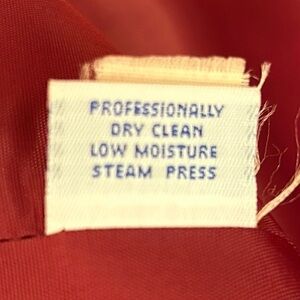 PROFESSIONALLY
DRY CLEAN
LOW MOISTURE
STEAM PRESS